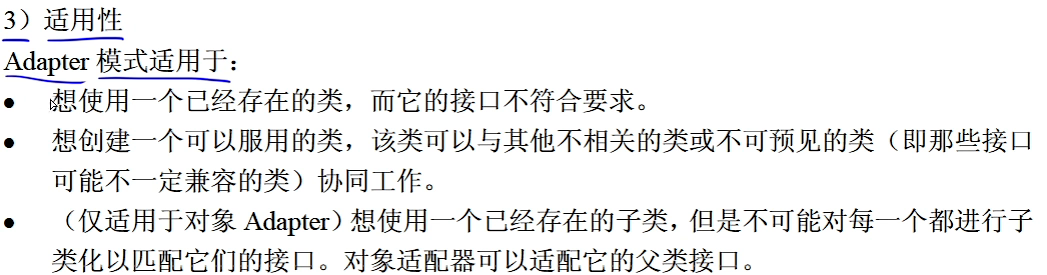 3）适用性
Adapter 模式适用于：
● 想使用一个已经存在的类，而它的接口不符合要求。
● 想创建一个可以服用的类，该类可以与其他不相关的类或不可预见的类（即那些接口
可能不一定兼容的类）协同工作。
● （仅适用于对象 Adapter）想使用一个已经存在的子类，但是不可能对每一个都进行子
类化以匹配它们的接口。对象适配器可以适配它的父类接口。